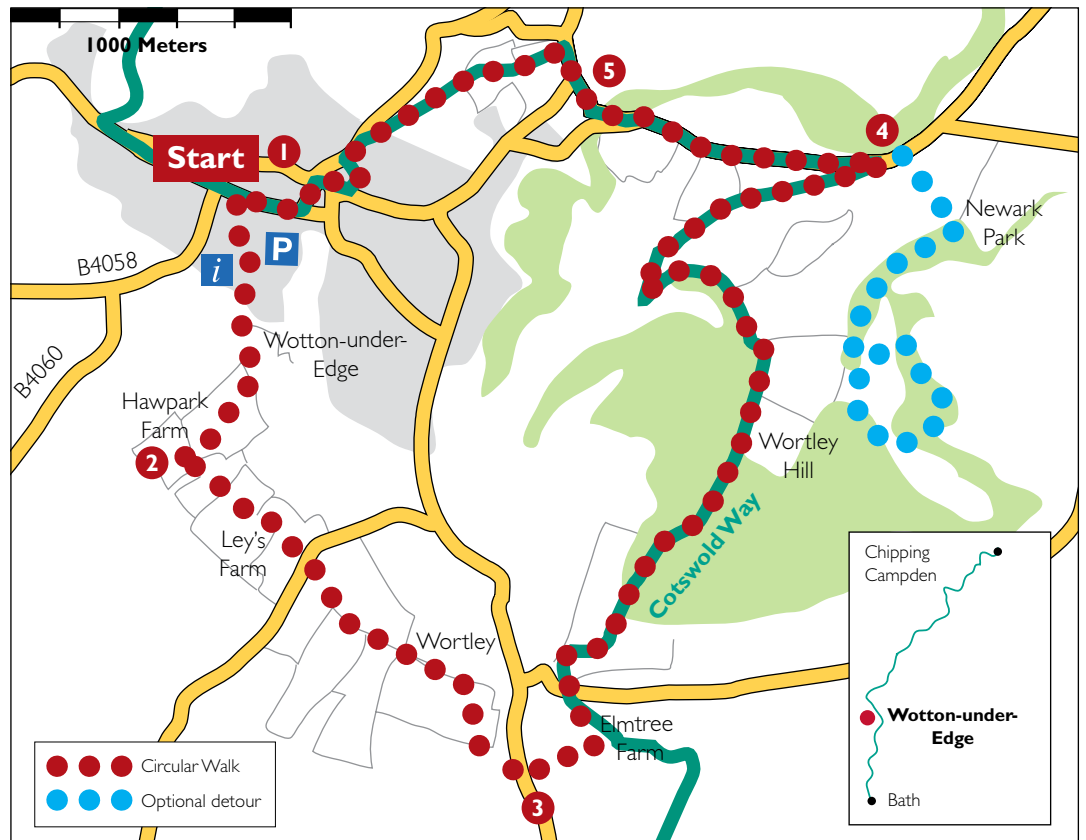 1000 Meters
5
4
Start
1
P
i
Newark
Park
B4058
Wotton-under-
Edge
B4060
Hawpark
Farm
2
Wortley
Hill
Ley's
Farm
Cotswold Way
Chipping
Campden
Wortley
Wotton-under-
Edge
Elmtree
Farm
Circular Walk
Optional detour
3
Bath